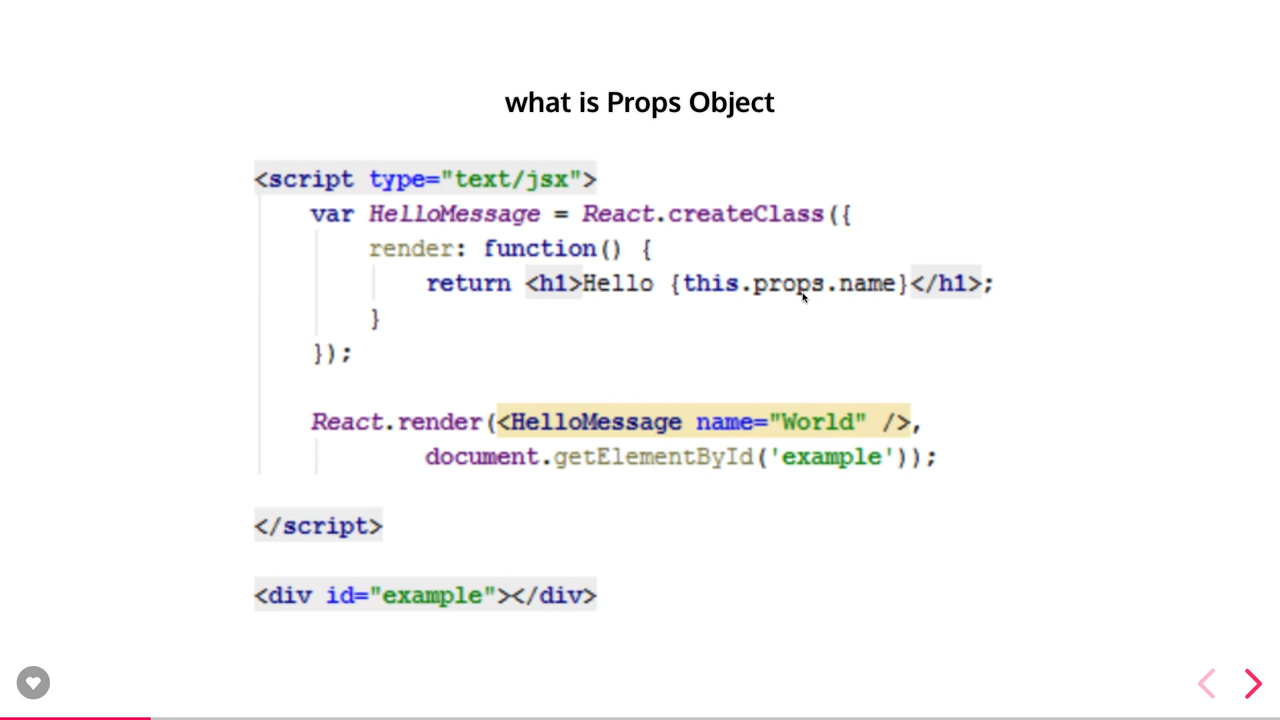 what is Props Object
<script type="text/jsx">
var HelloMessage = React.createClass({
render: function() {
return <h1>Hello {this.props.name}</h1>;
}
});
React.render(<HelloMessage name="World" />,
document.getElementById('example'));
</script>
<div id="example"></div>